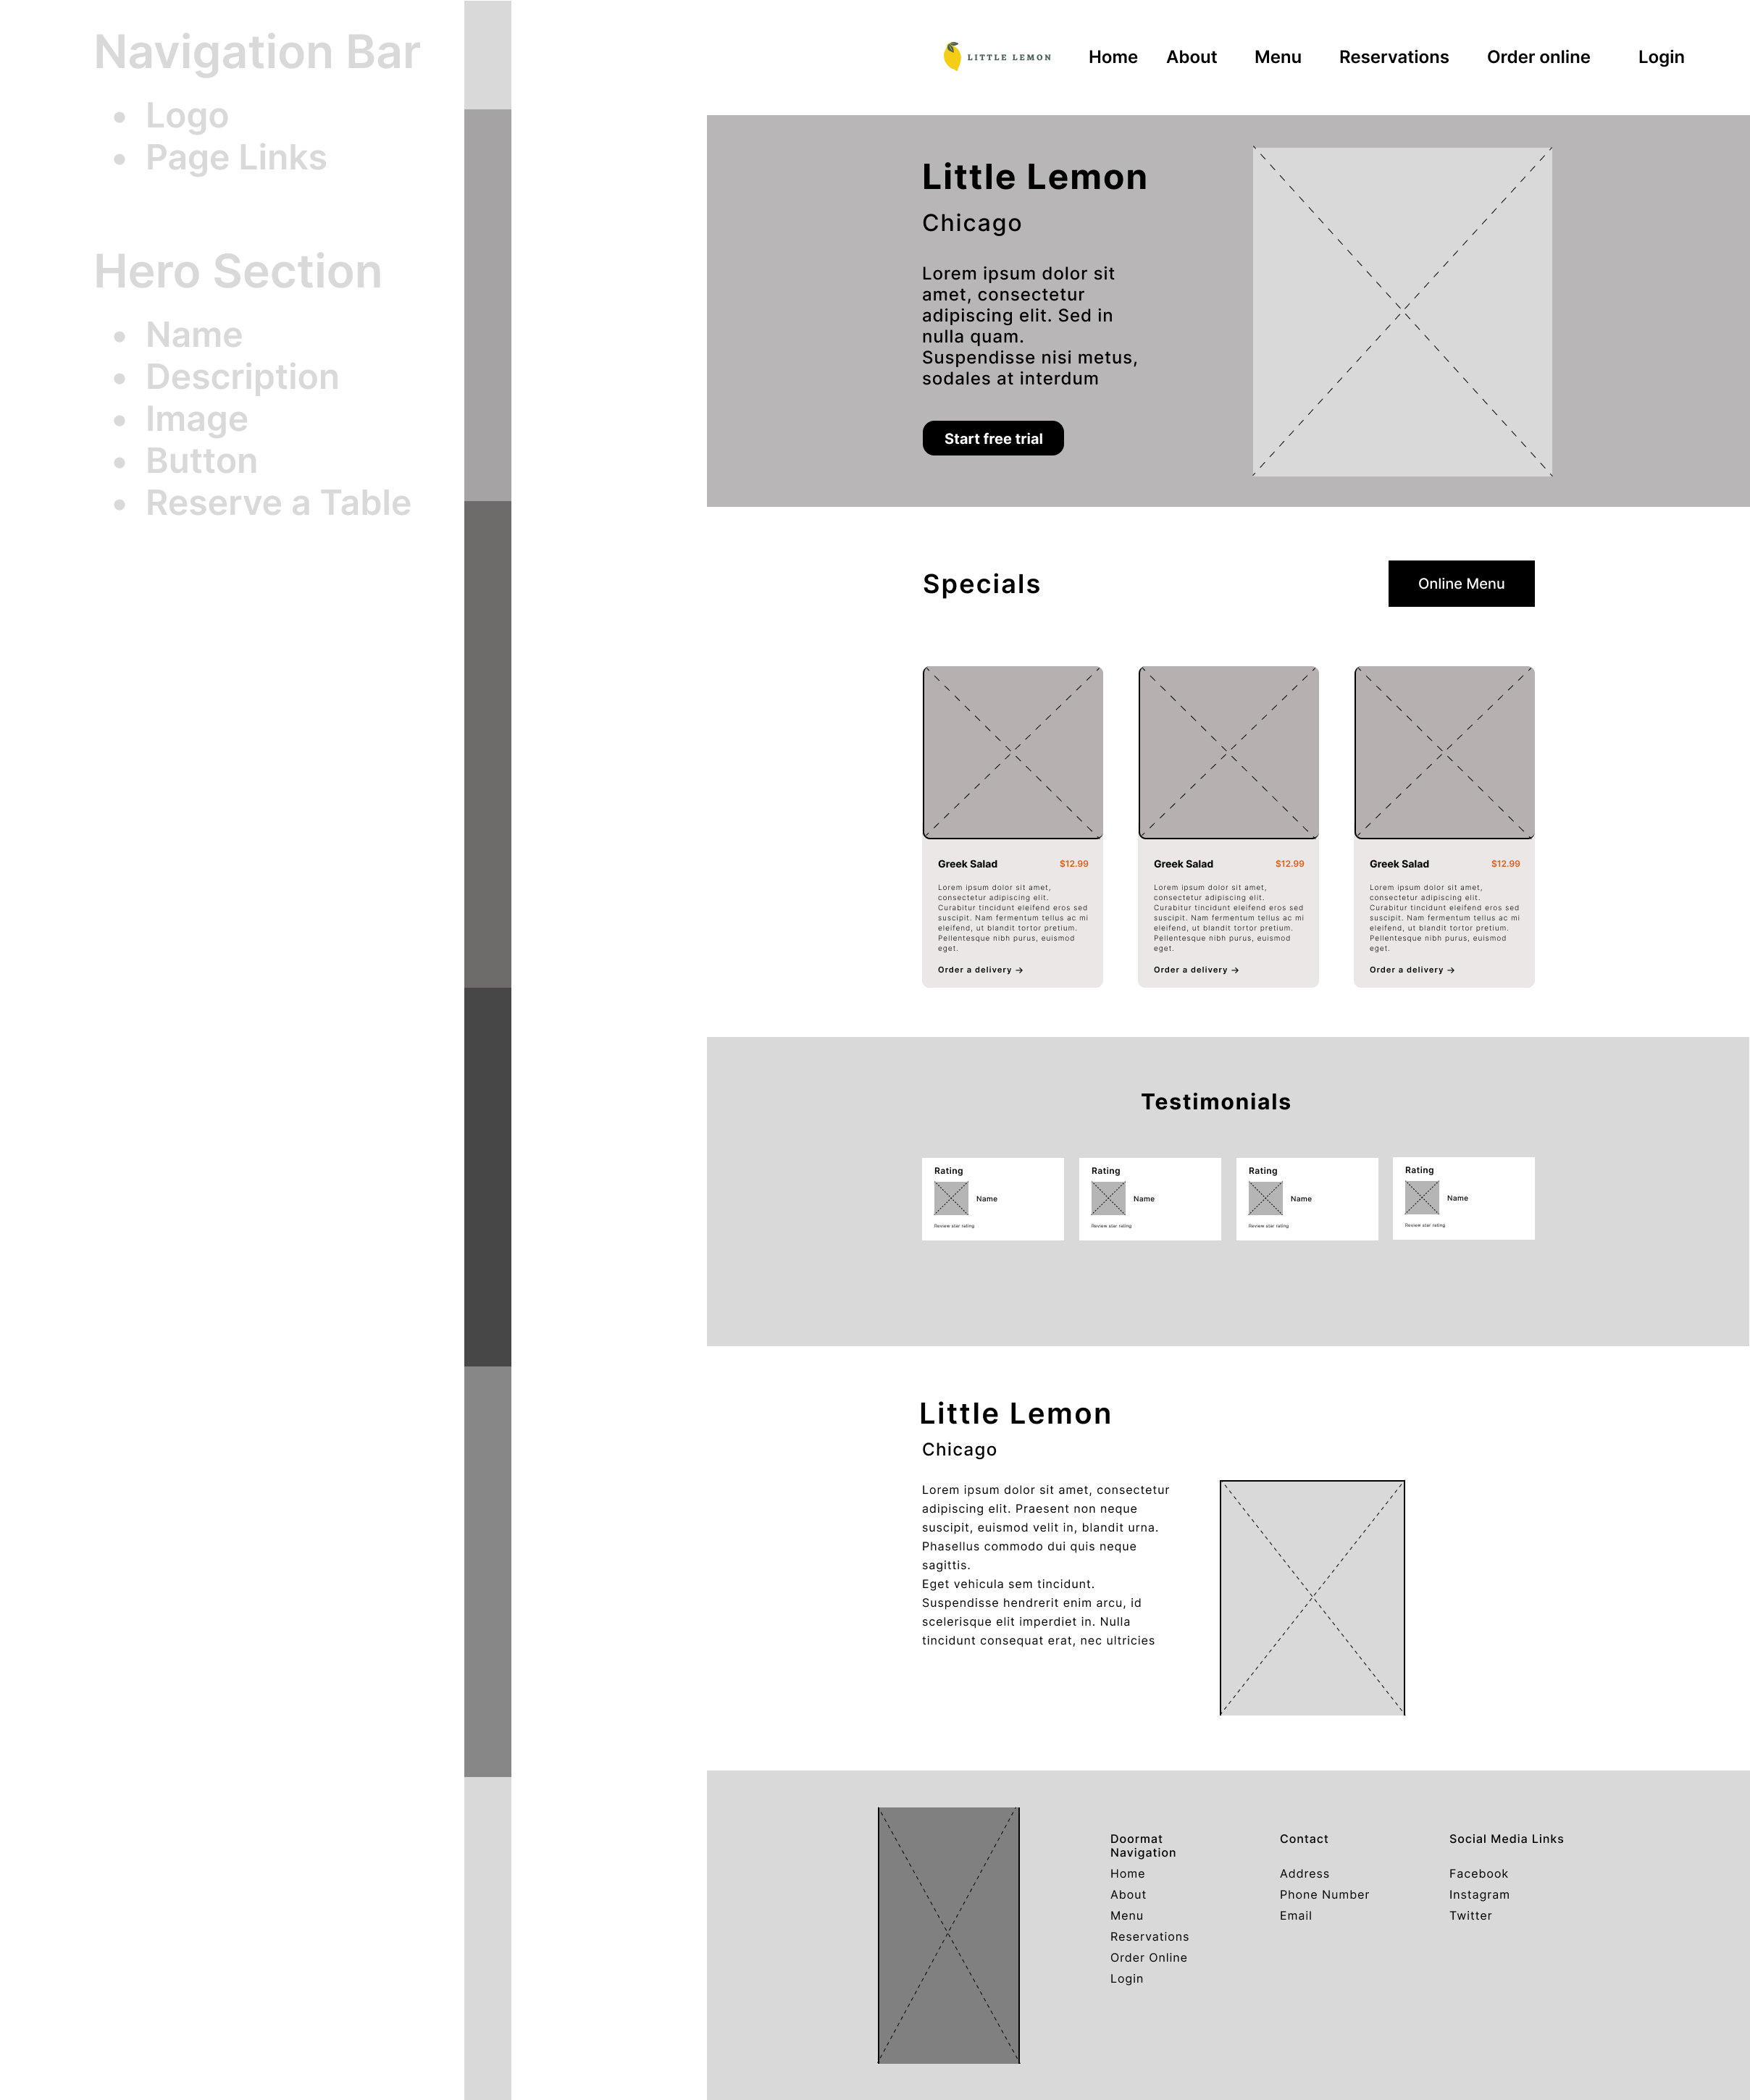 Navigation Bar
Logo
Page Links
Hero Section
Name
Description
Image
Button
Reserve a Table
LITTLE LEMON
Home About Menu Reservations Order online Login
Little Lemon
Chicago
Lorem ipsum dolor sit
amet, consectetur
adipiscing elit. Sed in
nulla quam.
Suspendisse nisi metus,
sodales at interdum
Start free trial
Specials
Online Menu
Greek Salad $12.99
Lorem ipsum dolor sit amet,
consectetur adipiscing elit.
Curabitur tincidunt eleifend eros sed
suscipit. Nam fermentum tellus ac mi
eleifend, ut blandit tortor pretium.
Pellentesque nibh purus, euismod
eget.
Order a delivery →
Greek Salad $12.99
Lorem ipsum dolor sit amet,
consectetur adipiscing elit.
Curabitur tincidunt eleifend eros sed
suscipit. Nam fermentum tellus ac mi
eleifend, ut blandit tortor pretium.
Pellentesque nibh purus, euismod
eget.
Order a delivery →
Greek Salad $12.99
Lorem ipsum dolor sit amet,
consectetur adipiscing elit.
Curabitur tincidunt eleifend eros sed
suscipit. Nam fermentum tellus ac mi
eleifend, ut blandit tortor pretium.
Pellentesque nibh purus, euismod
eget.
Order a delivery →
Testimonials
Rating
Name
Review star rating
Rating
Name
Review star rating
Rating
Name
Review star rating
Rating
Name
Review star rating
Little Lemon
Chicago
Lorem ipsum dolor sit amet, consectetur
adipiscing elit. Praesent non neque
suscipit, euismod velit in, blandit urna.
Phasellus commodo dui quis neque
sagittis.
Eget vehicula sem tincidunt.
Suspendisse hendrerit enim arcu, id
scelerisque elit imperdiet in. Nulla
tincidunt consequat erat, nec ultricies
Doormat
Navigation
Home
About
Menu
Reservations
Order Online
Login
Contact
Address
Phone Number
Email
Social Media Links
Facebook
Instagram
Twitter